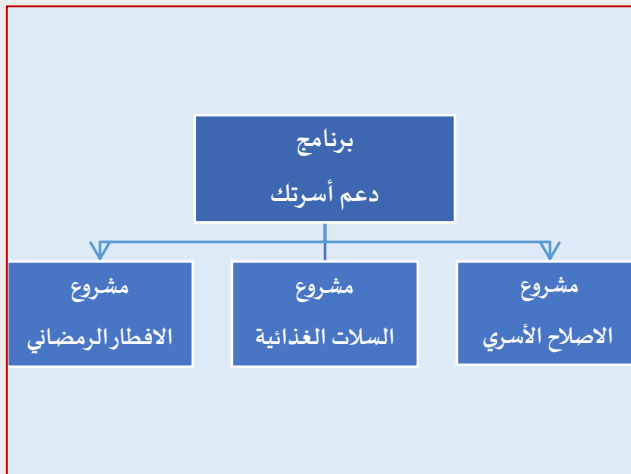 برنامج
دعم أسرتك
مشروع
الاصلاح الأسري
مشروع
السلات الغذائية
مشروع
الافطار الرمضاني